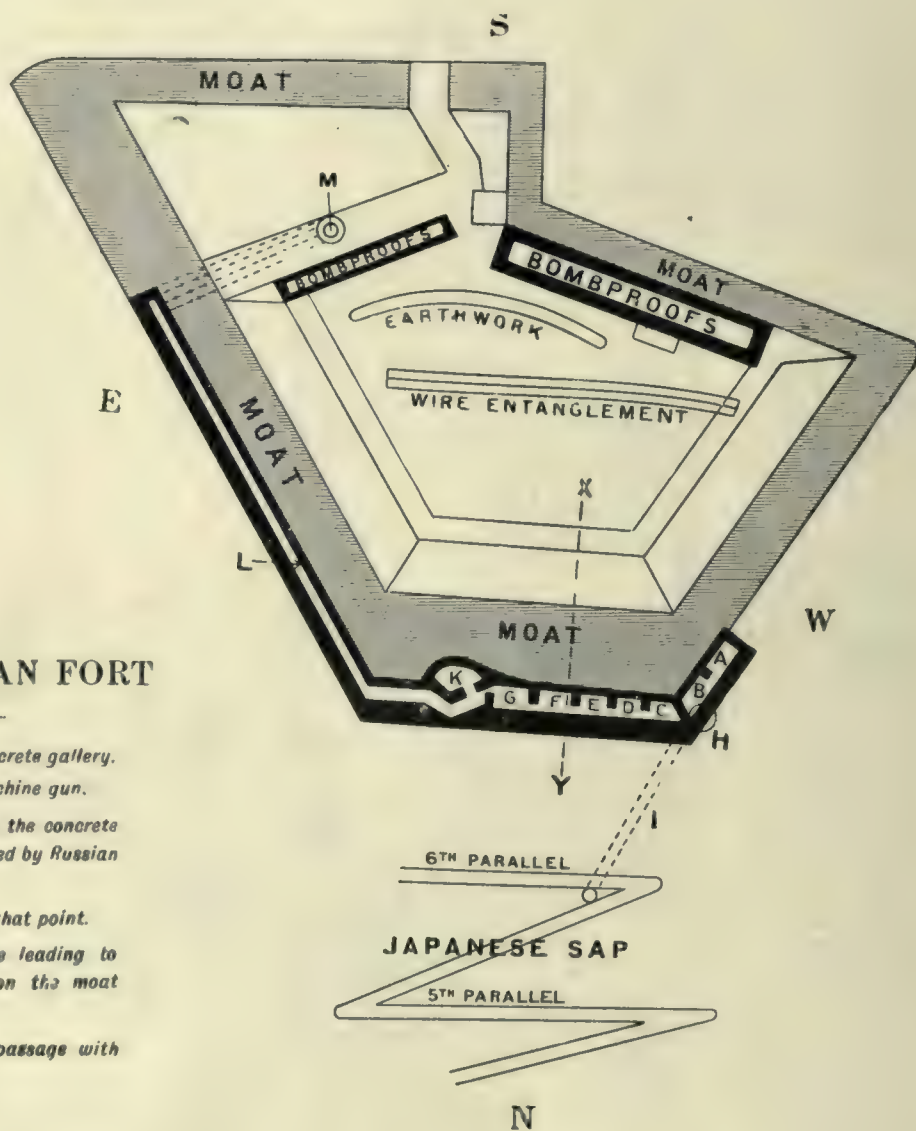 S
MOAT
M
BOMBPROOFS
BOMBPROOFS
MOAT
EARTHWORK
E
MOAT
WIRE ENTANGLEMENT
X
L
W
MOAT
AN FORT
K
G F E D C B A
H
crete gallery.
Y
chine gun.
I
the concrete
ed by Russian
6TH PARALLEL
hat point.
leading to
JAPANESE SAP
on the moat
5TH PARALLEL
passage with
N